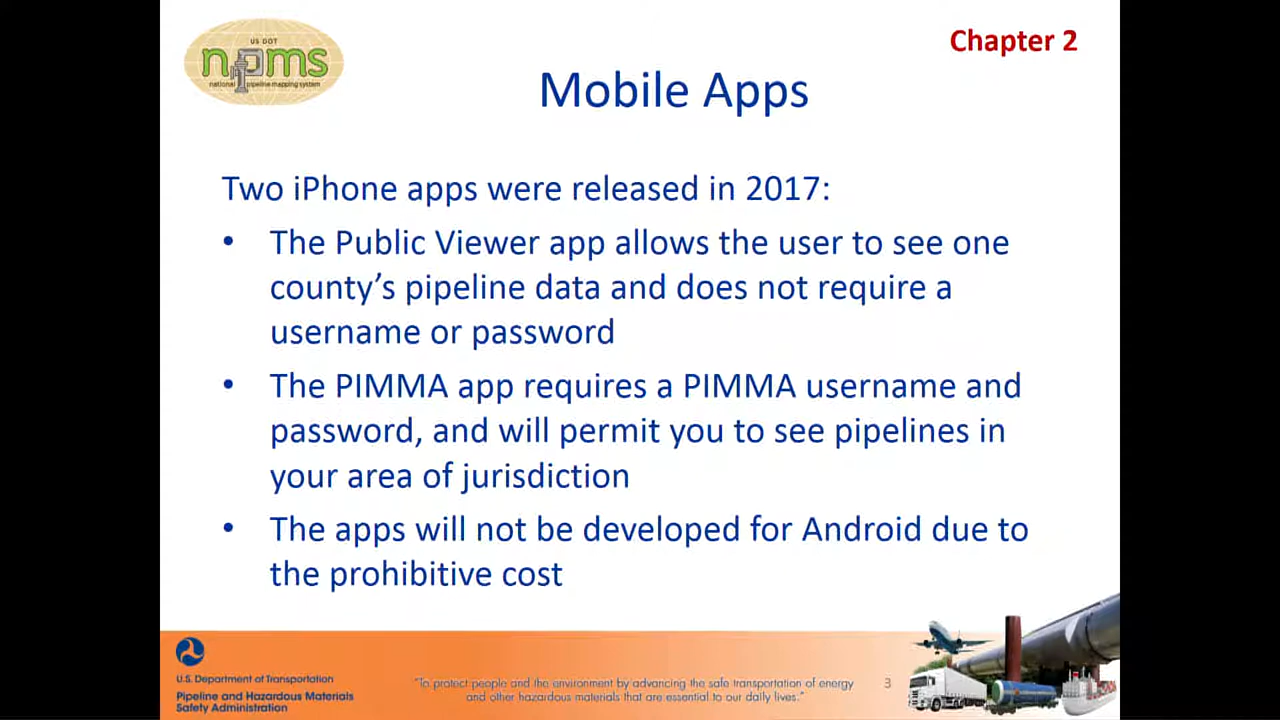 US DOT
npms
national pipeline mapping system
Chapter 2
Mobile Apps
Two iPhone apps were released in 2017:
• The Public Viewer app allows the user to see one
county’s pipeline data and does not require a
username or password
• The PIMMA app requires a PIMMA username and
password, and will permit you to see pipelines in
your area of jurisdiction
• The apps will not be developed for Android due to
the prohibitive cost
U.S. Department of Transportation
Pipeline and Hazardous Materials
Safety Administration
"To protect people and the environment by advancing the safe transportation of energy
and other hazardous materials that are essential to our daily lives."
3